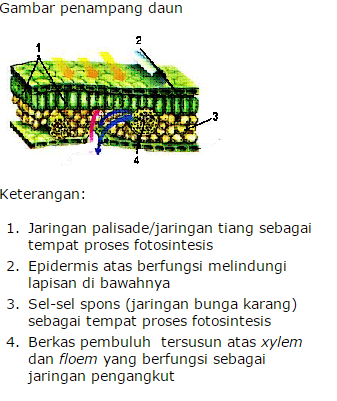 Gambar penampang daun
1
2
3
4
Keterangan:
1. Jaringan palisade/jaringan tiang sebagai
tempat proses fotosintesis
2. Epidermis atas berfungsi melindungi
lapisan di bawahnya
3. Sel-sel spons (jaringan bunga karang)
sebagai tempat proses fotosintesis
4. Berkas pembuluh tersusun atas xylem
dan floem yang berfungsi sebagai
jaringan pengangkut